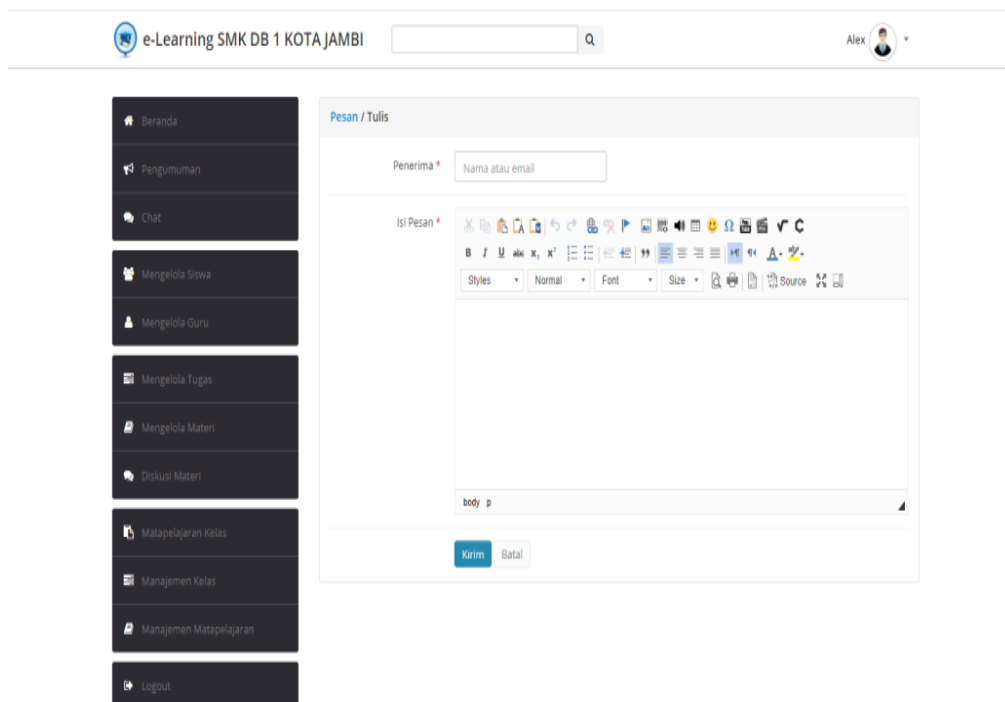 e-Learning SMK DB 1 KOTA JAMBI
Alex
Beranda
Pengumuman
Chat
Mengelola Siswa
Mengelola Guru
Mengelola Tugas
Mengelola Materi
Diskusi Materi
Matapelajaran Kelas
Manajemen Kelas
Manajemen Matapelajaran
Logout
Pesan / Tulis
Penerima *
Nama atau email
Isi Pesan *
B I U abc x₂ x²
Styles Normal Font Size Source
body p
Kirim Batal